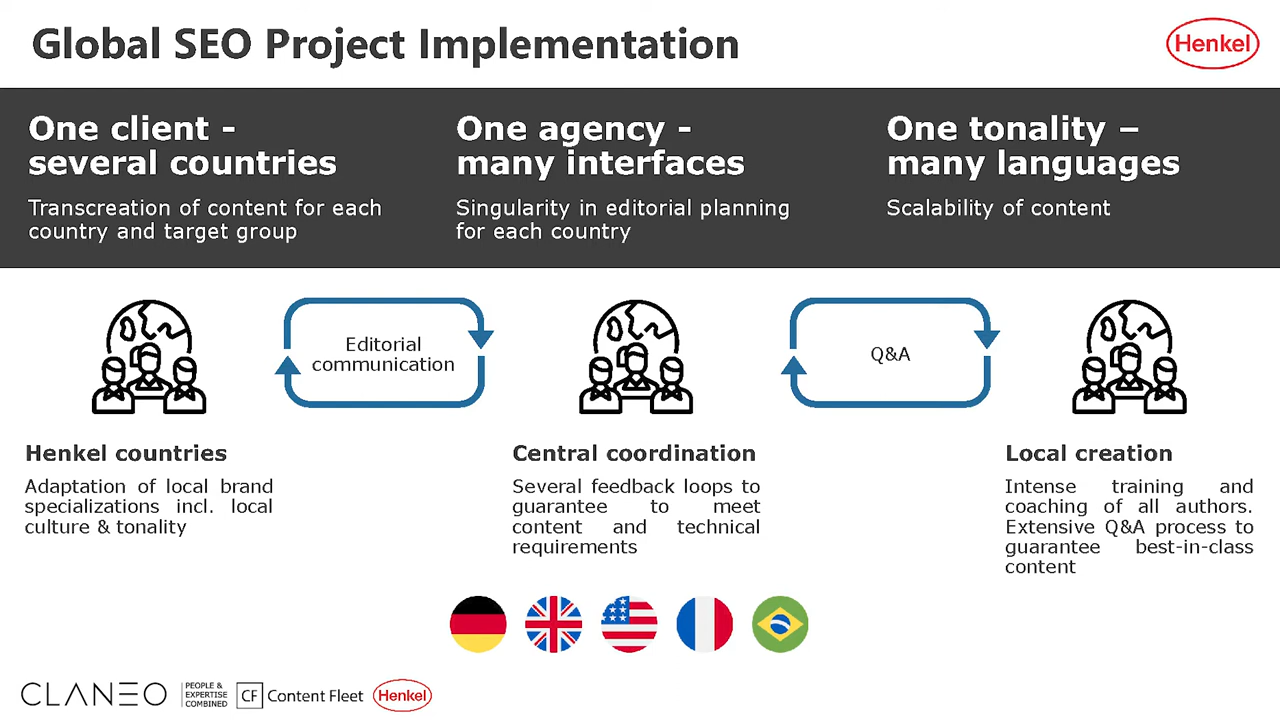 Global SEO Project Implementation
Henkel
One client -
several countries
Transcreation of content for each
country and target group
One agency -
many interfaces
Singularity in editorial planning
for each country
One tonality –
many languages
Scalability of content
Editorial
communication
Q&A
Henkel countries
Adaptation of local brand
specializations incl. local
culture & tonality
Central coordination
Several feedback loops to
guarantee to meet
content and technical
requirements
Local creation
Intense training and
coaching of all authors.
Extensive Q&A process to
guarantee best-in-class
content
CLANEO
PEOPLE &
EXPERTISE
COMBINED
CF Content Fleet
Henkel